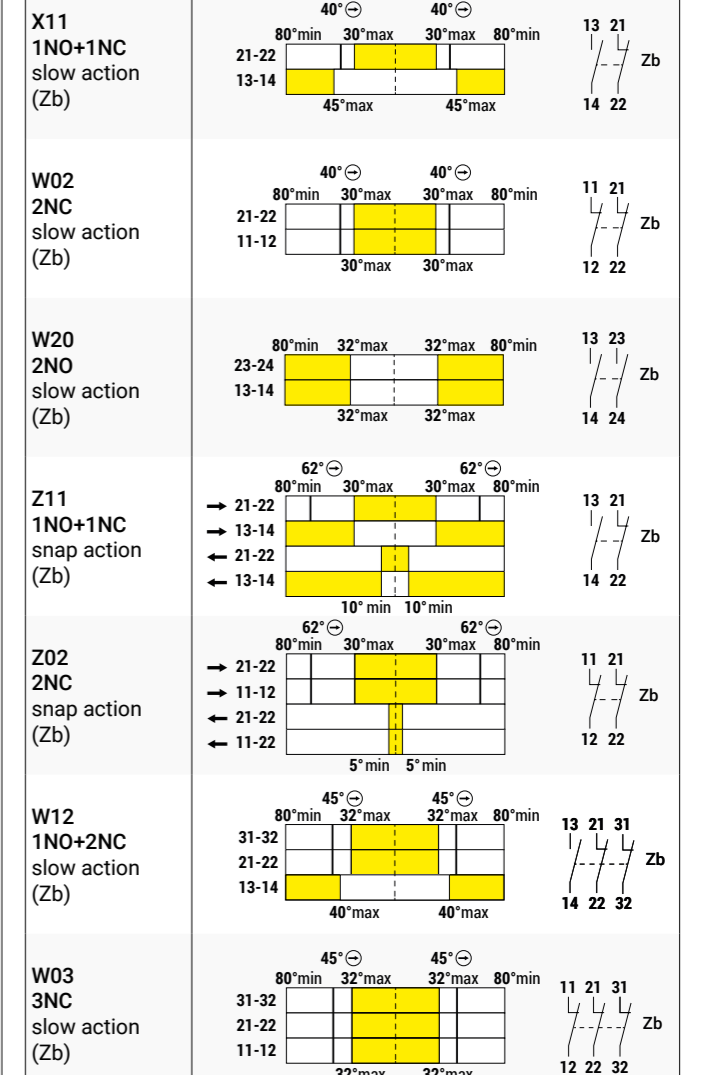 X11
1NO+1NC
slow action
(Zb)
40° 40°
80°min 30°max 30°max 80°min
21-22
13-14
45°max 45°max
13 21
Zb
14 22
W02
2NC
slow action
(Zb)
40° 40°
80°min 30°max 30°max 80°min
21-22
11-12
30°max 30°max
11 21
Zb
12 22
W20
2NO
slow action
(Zb)
80°min 32°max 32°max 80°min
23-24
13-14
32°max 32°max
13 23
Zb
14 24
Z11
1NO+1NC
snap action
(Zb)
62° 62°
80°min 30°max 30°max 80°min
→ 21-22
→ 13-14
← 21-22
← 13-14
10° min 10°min
13 21
Zb
14 22
Z02
2NC
snap action
(Zb)
62° 62°
80°min 30°max 30°max 80°min
→ 21-22
→ 11-12
← 21-22
← 11-22
5°min 5°min
11 21
Zb
12 22
W12
1NO+2NC
slow action
(Zb)
45° 45°
80°min 32°max 32°max 80°min
31-32
21-22
13-14
40°max 40°max
13 21 31
Zb
14 22 32
W03
3NC
slow action
(Zb)
45° 45°
80°min 32°max 32°max 80°min
31-32
21-22
11-12
32°max 32°max
11 21 31
Zb
12 22 32